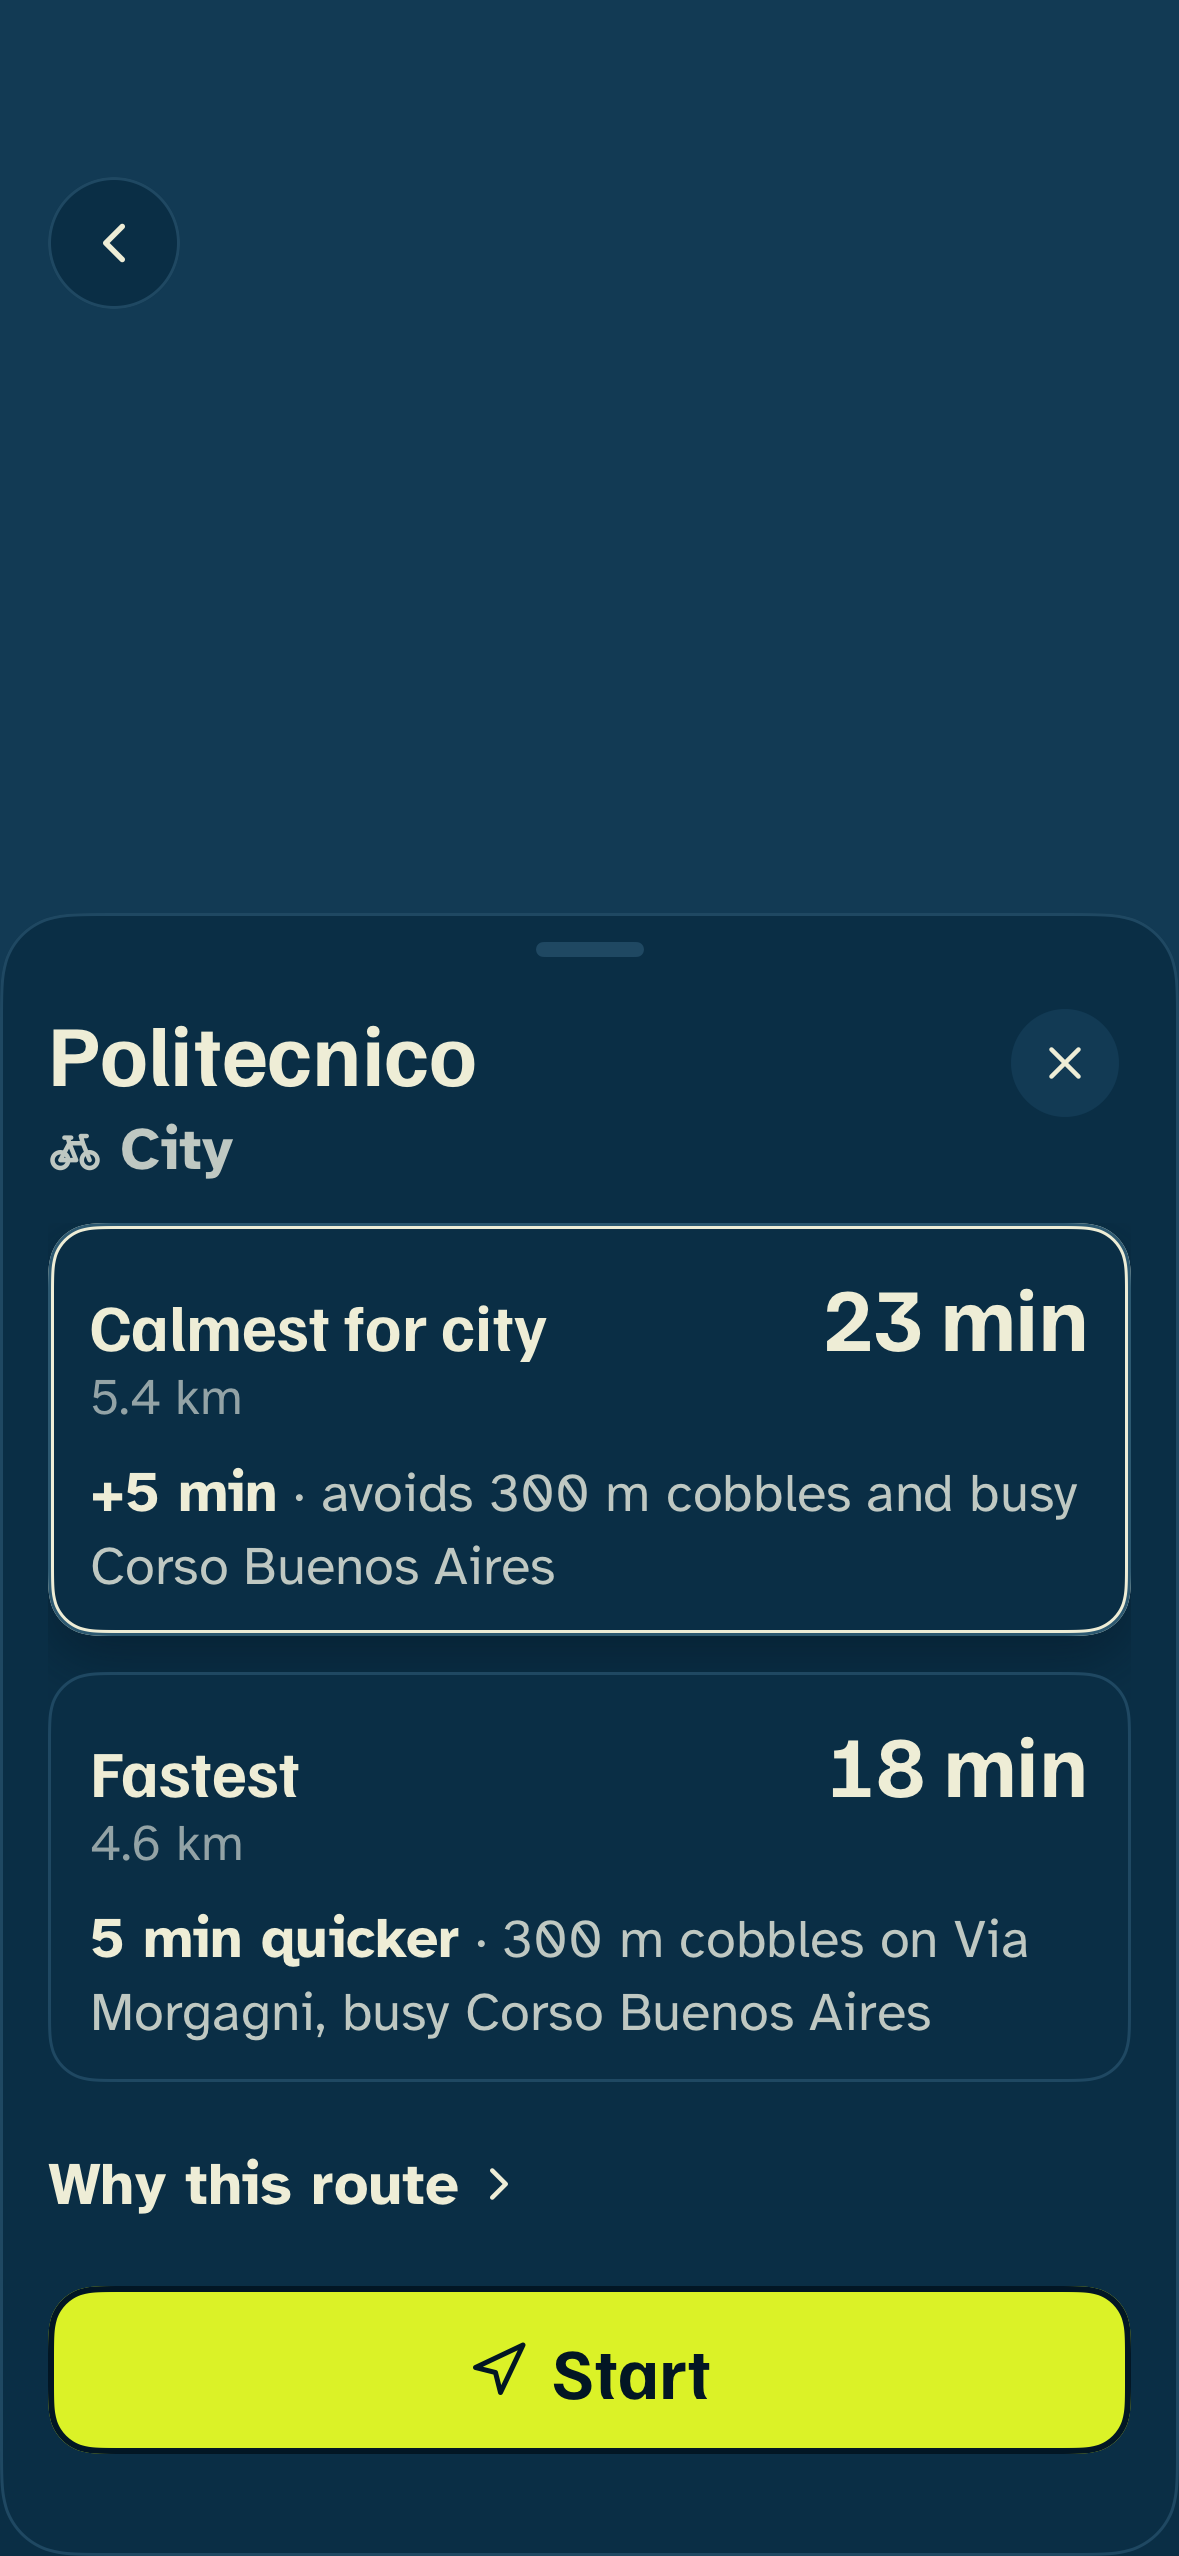 Politecnico
City
Calmest for city
23 min
5.4 km
+5 min · avoids 300 m cobbles and busy
Corso Buenos Aires
Fastest
18 min
4.6 km
5 min quicker · 300 m cobbles on Via
Morgagni, busy Corso Buenos Aires
Why this route
Start